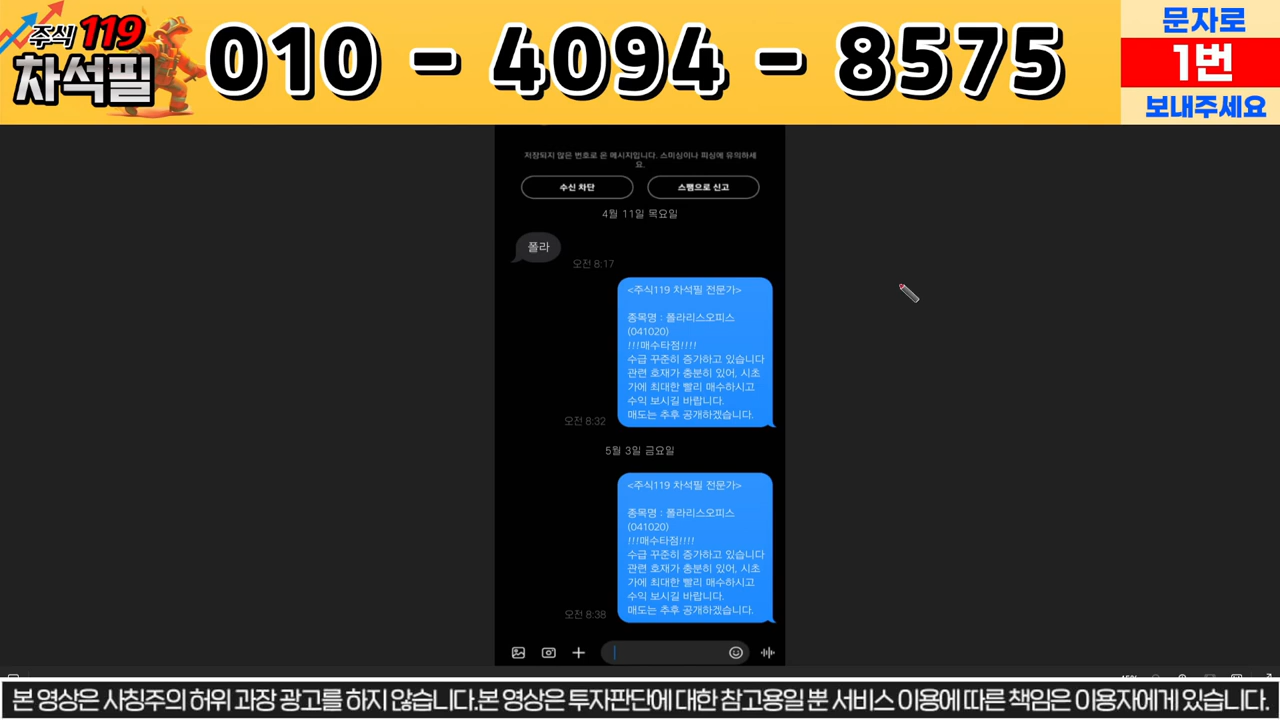 주식 119
차석필
010 - 4094 - 8575
문자로
1번
보내주세요
저장되지 않은 번호로 온 메시지입니다. 스미싱이나 피싱에 유의하세
요.
수신 차단
스팸으로 신고
4월 11일 목요일
폴라
오전 8:17
<주식119 차석필 전문가>
종목명 : 폴라리스오피스
(041020)
!!!매수타점!!!!
수급 꾸준히 증가하고 있습니다
관련 호재가 충분히 있어, 시초
가에 최대한 빨리 매수하시고
수익 보시길 바랍니다.
매도는 추후 공개하겠습니다.
오전 8:32
5월 3일 금요일
<주식119 차석필 전문가>
종목명 : 폴라리스오피스
(041020)
!!!매수타점!!!!
수급 꾸준히 증가하고 있습니다
관련 호재가 충분히 있어, 시초
가에 최대한 빨리 매수하시고
수익 보시길 바랍니다.
매도는 추후 공개하겠습니다.
오전 8:38
본 영상은 사칭주의 허위 과장 광고를 하지 않습니다.본 영상은 투자판단에 대한 참고용일 뿐 서비스 이용에 따른 책임은 이용자에게 있습니다.